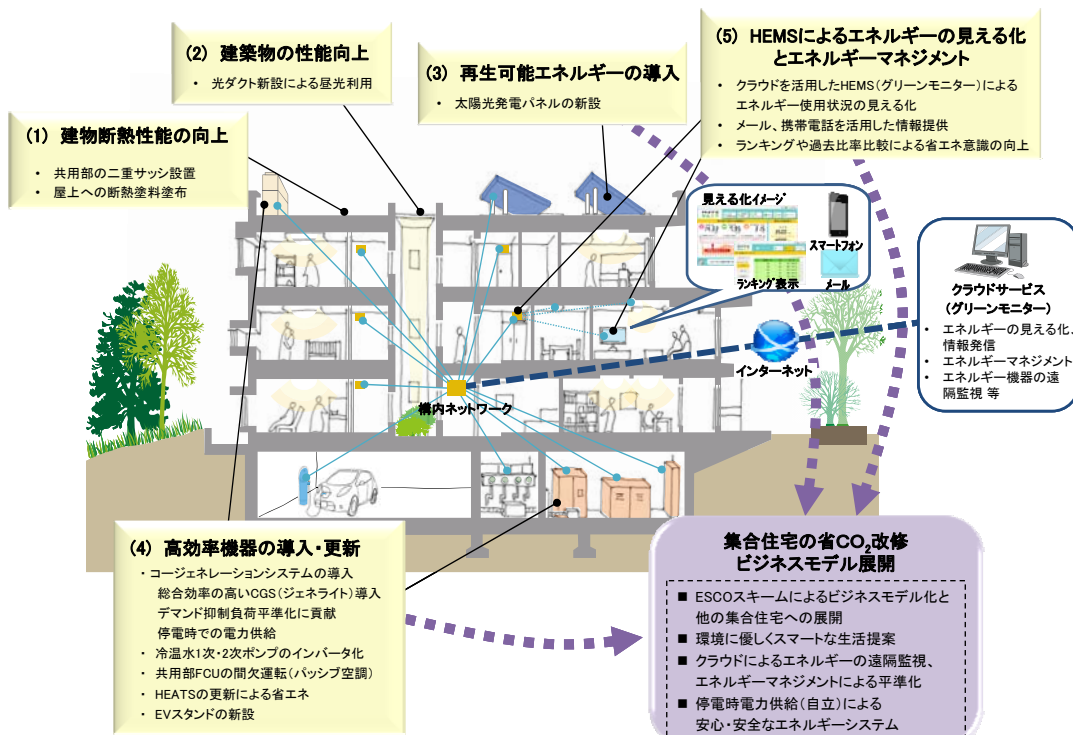 (1) 建物断熱性能の向上
・ 共用部の二重サッシ設置
・ 屋上への断熱塗料塗布
(2) 建築物の性能向上
・ 光ダクト新設による昼光利用
(3) 再生可能エネルギーの導入
・ 太陽光発電パネルの新設
(5) HEMSによるエネルギーの見える化
とエネルギーマネジメント
・ クラウドを活用したHEMS(グリーンモニター)による
エネルギー使用状況の見える化
・ メール、携帯電話を活用した情報提供
・ ランキングや過去比率比較による省エネ意識の向上
見える化イメージ
スマートフォン
ランキング表示
メール
クラウドサービス
(グリーンモニター)
・ エネルギーの見える化、
情報発信
・ エネルギーマネジメント
・ エネルギー機器の遠
隔監視 等
インターネット
構内ネットワーク
(4) 高効率機器の導入・更新
・コージェネレーションシステムの導入
総合効率の高いCGS(ジェネライト)導入
デマンド抑制負荷平準化に貢献
停電時での電力供給
・ 冷温水1次・2次ポンプのインバータ化
・ 共用部FCUの間欠運転(パッシブ空調)
・ HEATSの更新による省エネ
・ EVスタンドの新設
集合住宅の省CO₂改修
ビジネスモデル展開
■ ESCOスキームによるビジネスモデル化と
他の集合住宅への展開
■ 環境に優しくスマートな生活提案
■ クラウドによるエネルギーの遠隔監視、
エネルギーマネジメントによる平準化
■ 停電時電力供給(自立)による
安心・安全なエネルギーシステム